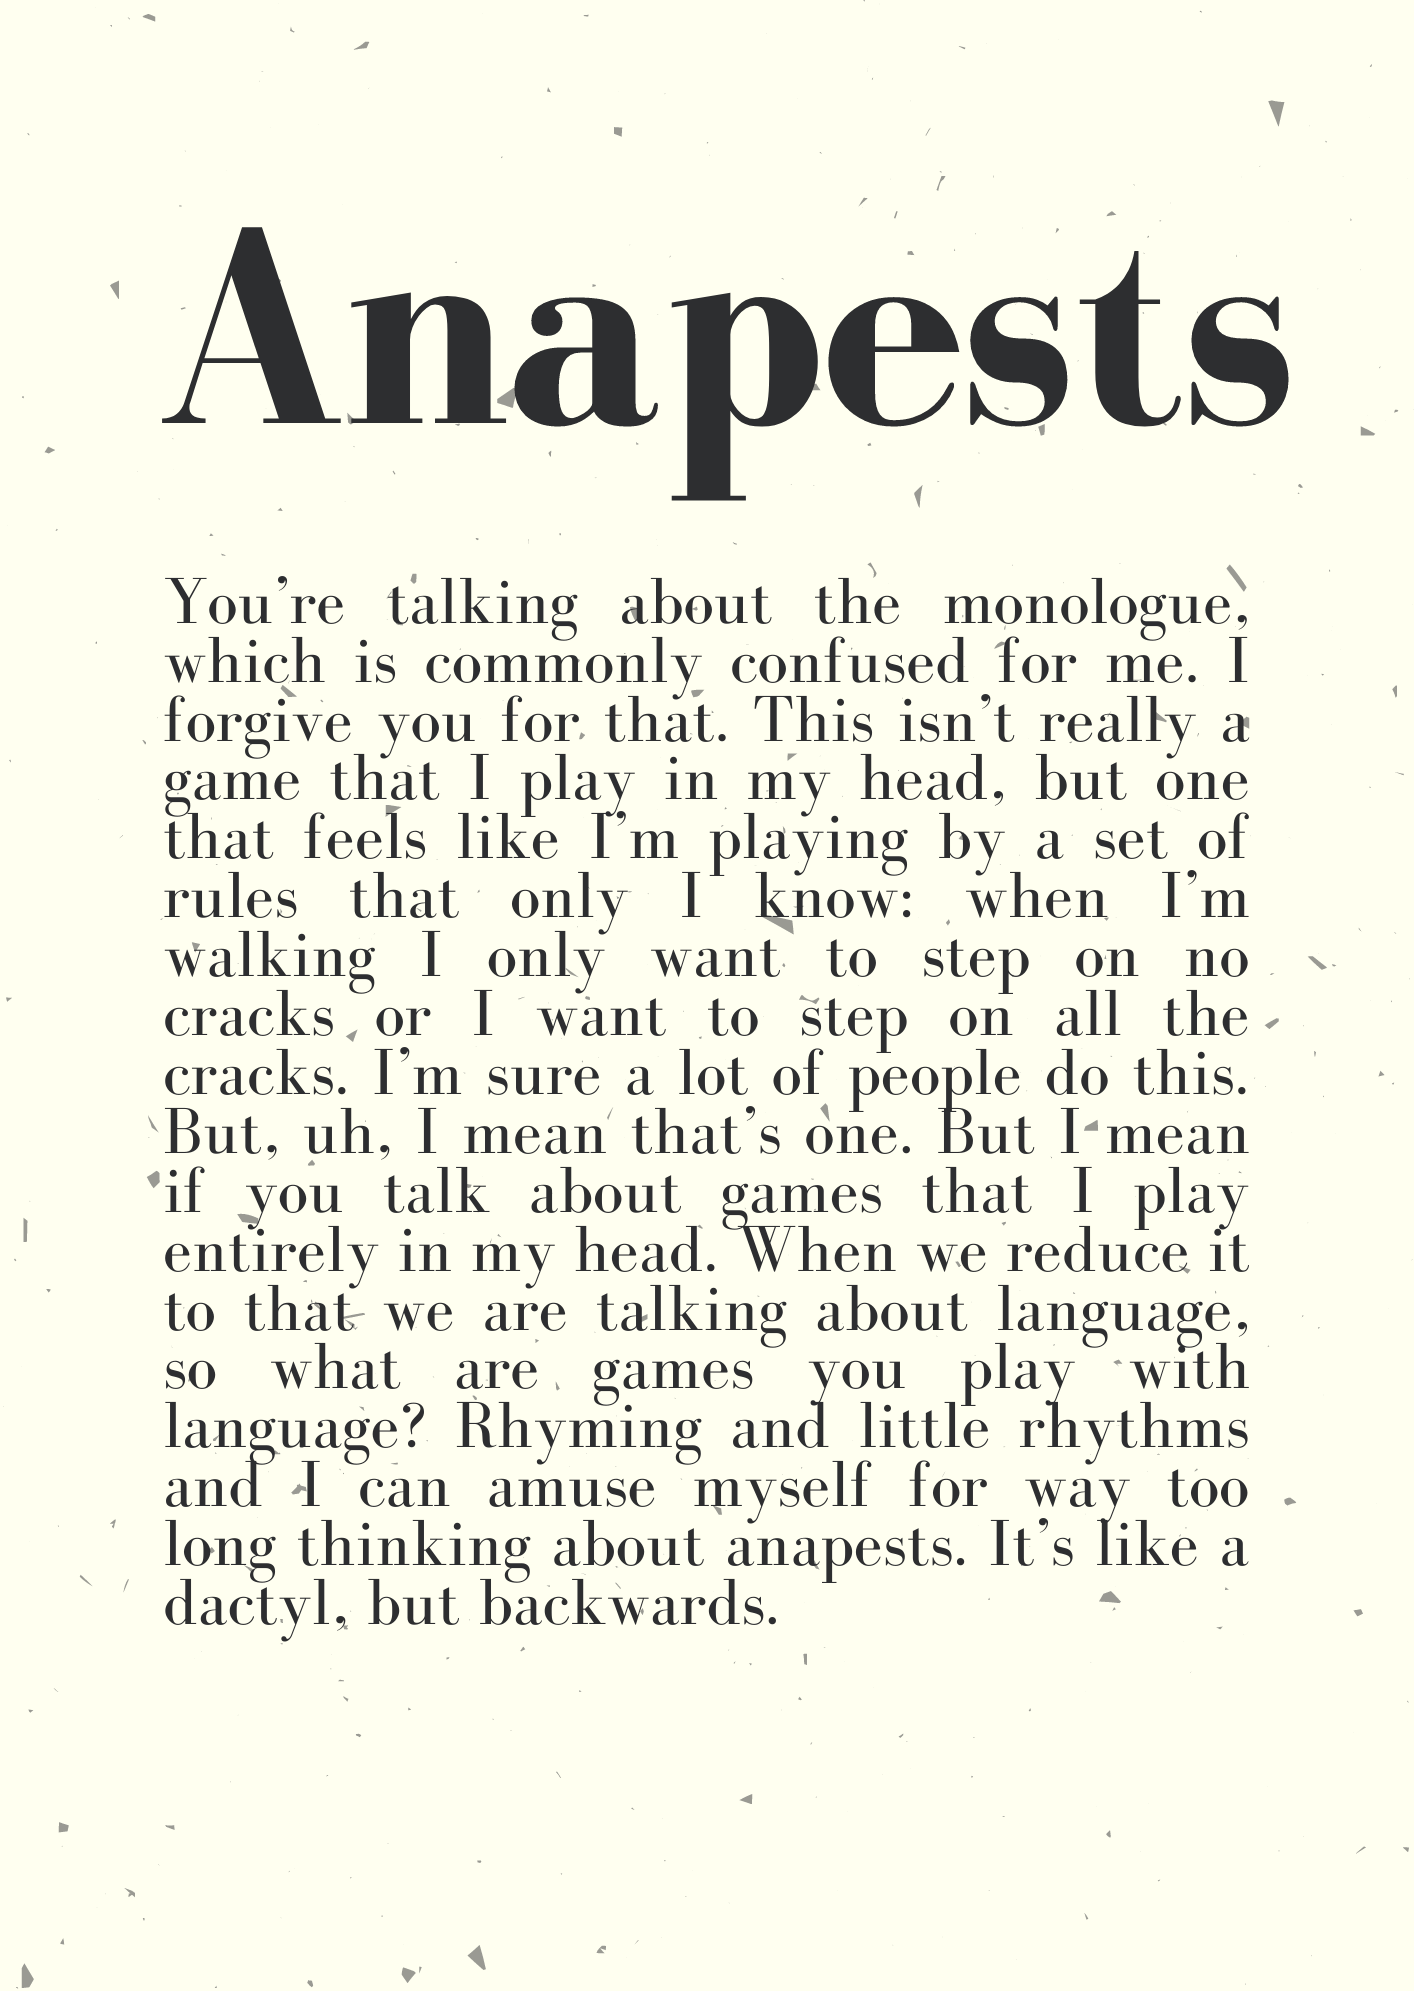 Anapests
You’re talking about the monologue,
which is commonly confused for me. I
forgive you for that. This isn’t really a
game that I play in my head, but one
that feels like I’m playing by a set of
rules that only I know: when I’m
walking I only want to step on no
cracks or I want to step on all the
cracks. I’m sure a lot of people do this.
But, uh, I mean that’s one. But I mean
if you talk about games that I play
entirely in my head. When we reduce it
to that we are talking about language,
so what are games you play with
language? Rhyming and little rhythms
and I can amuse myself for way too
long thinking about anapests. It’s like a
dactyl, but backwards.